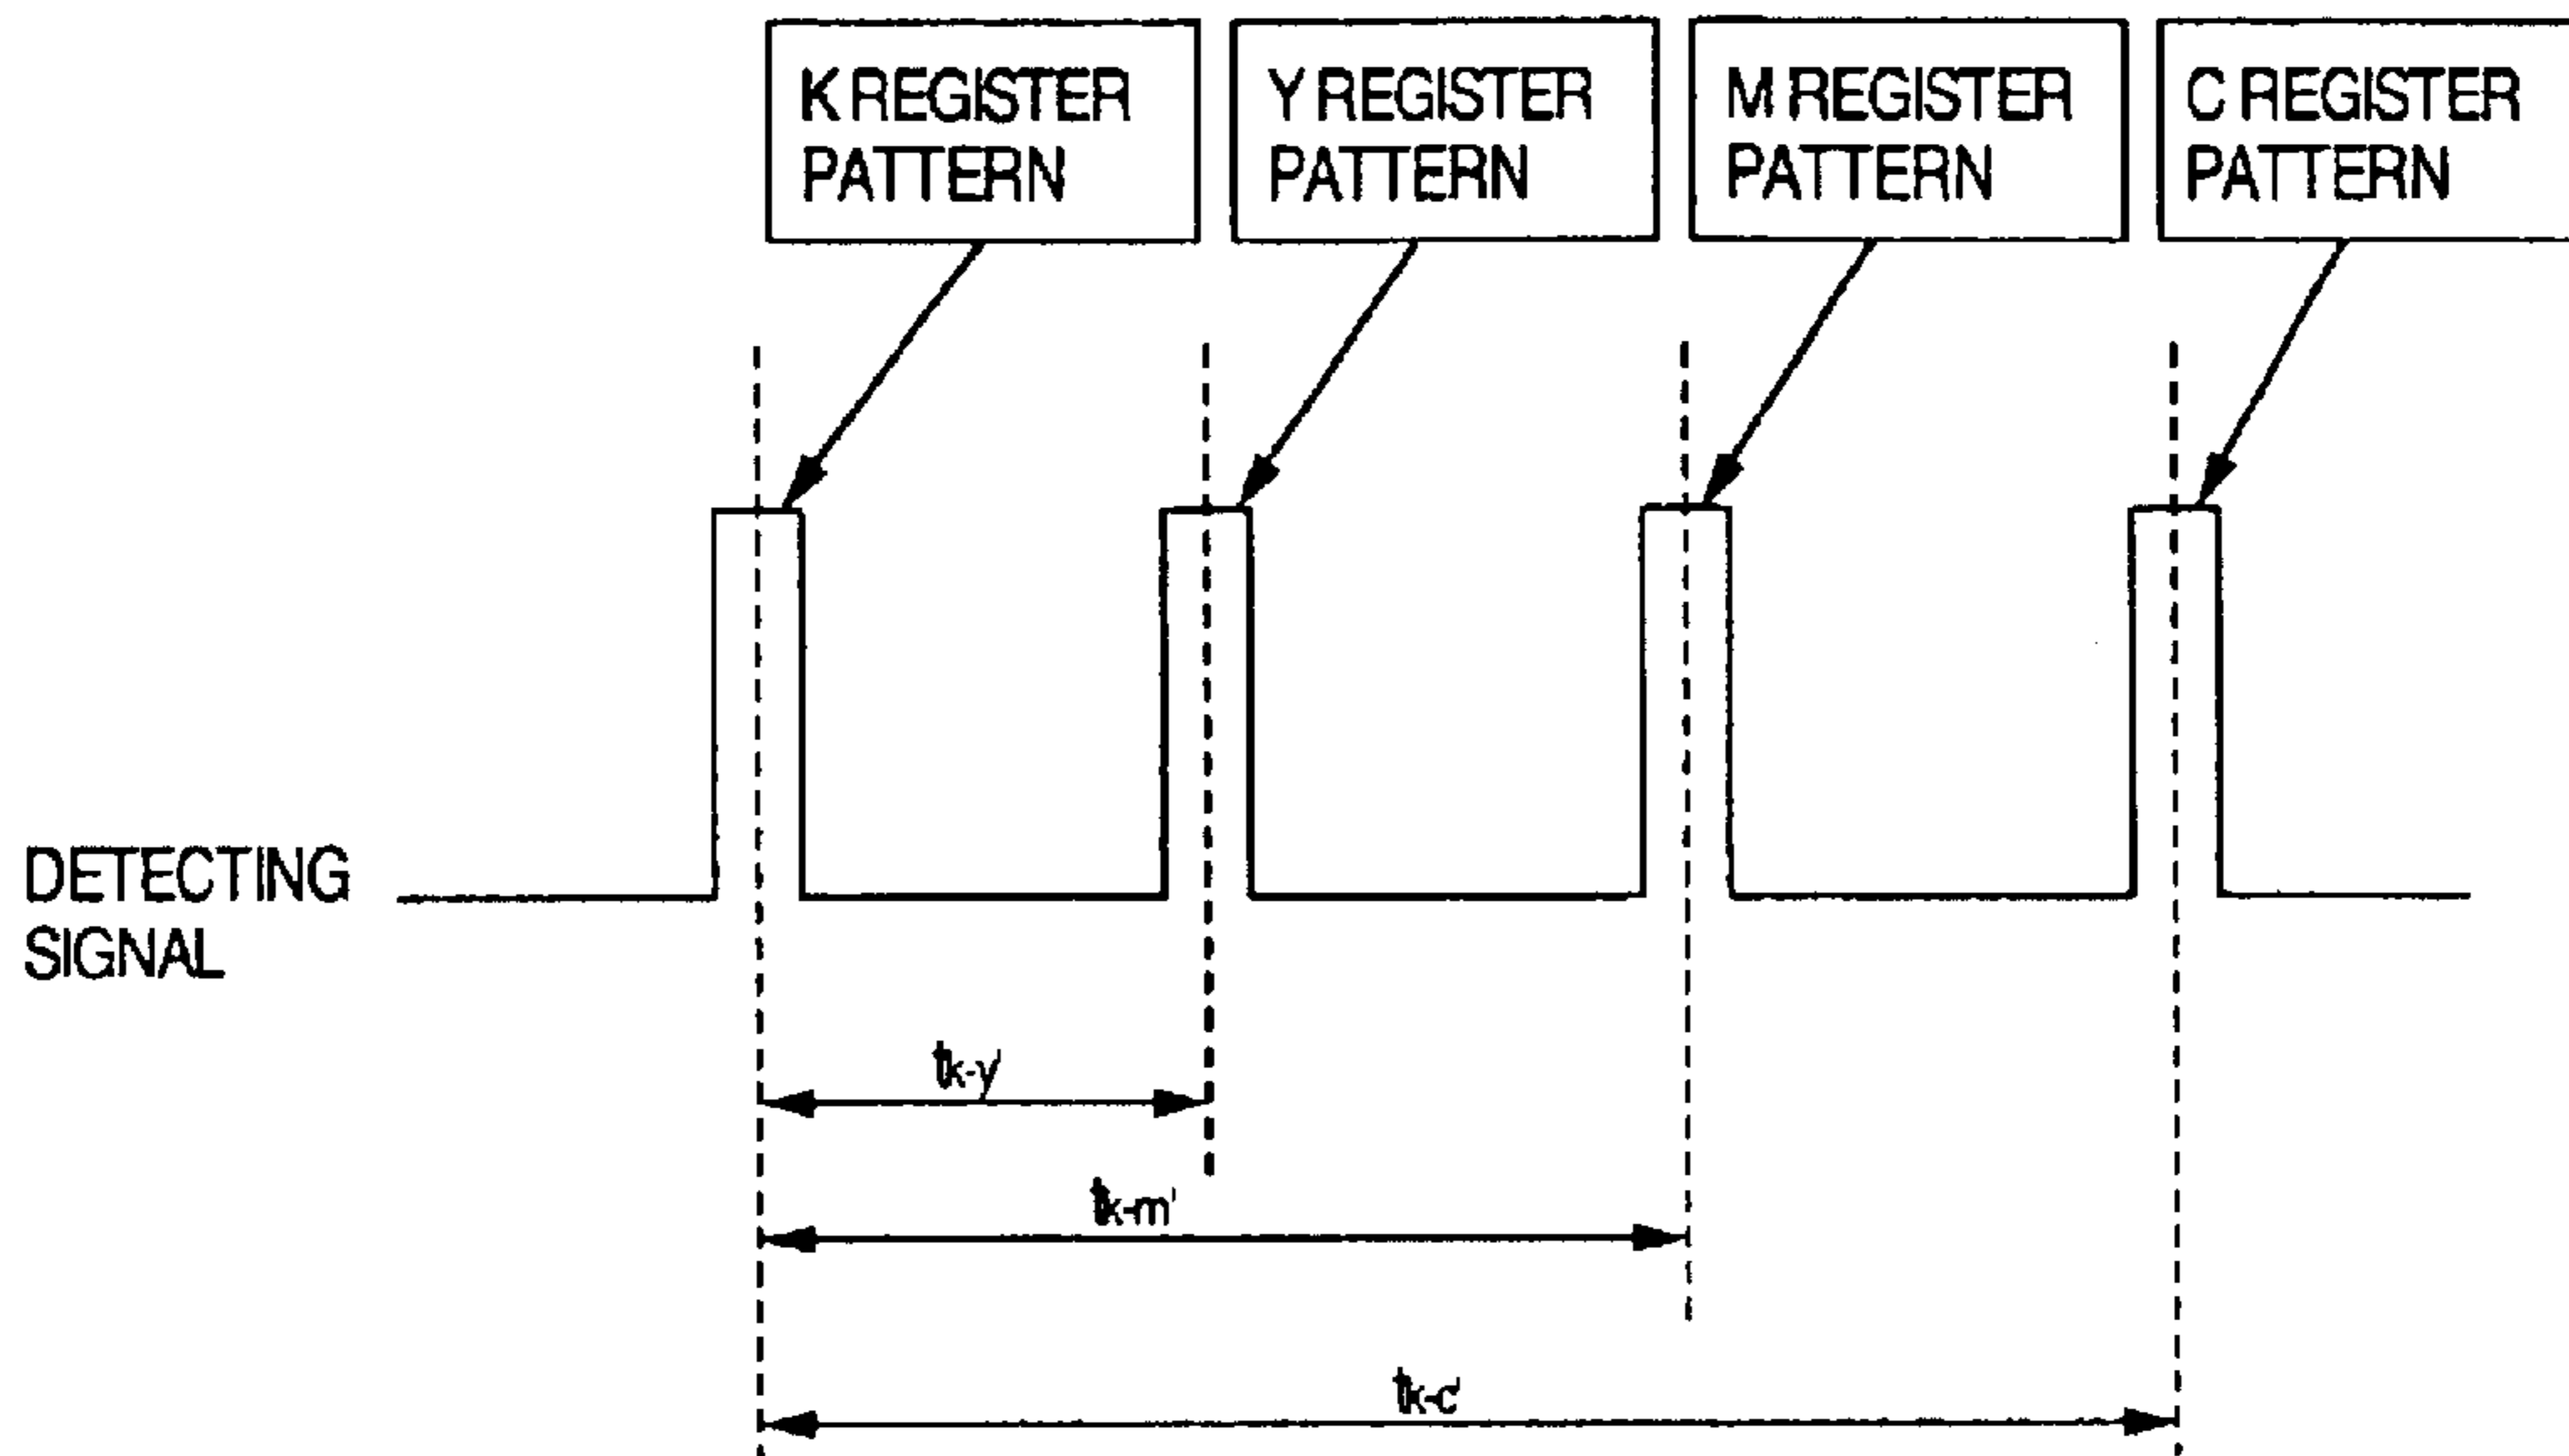 K REGISTER
PATTERN
Y REGISTER
PATTERN
M REGISTER
PATTERN
C REGISTER
PATTERN
DETECTING
SIGNAL
tk-y'
tk-m'
tk-c'